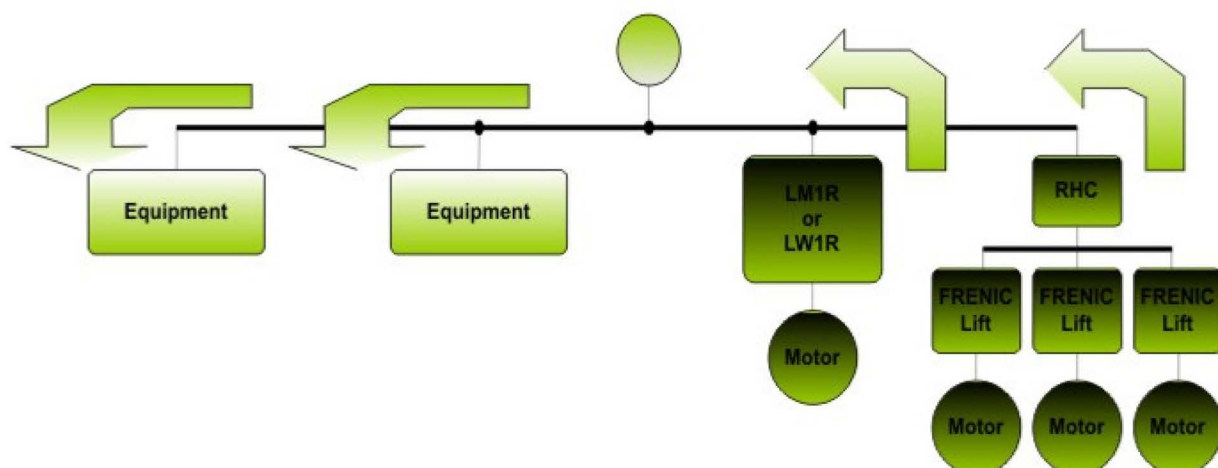 Equipment
Equipment
LM1R
or
LW1R
RHC
FRENIC
Lift
FRENIC
Lift
FRENIC
Lift
Motor
Motor
Motor
Motor